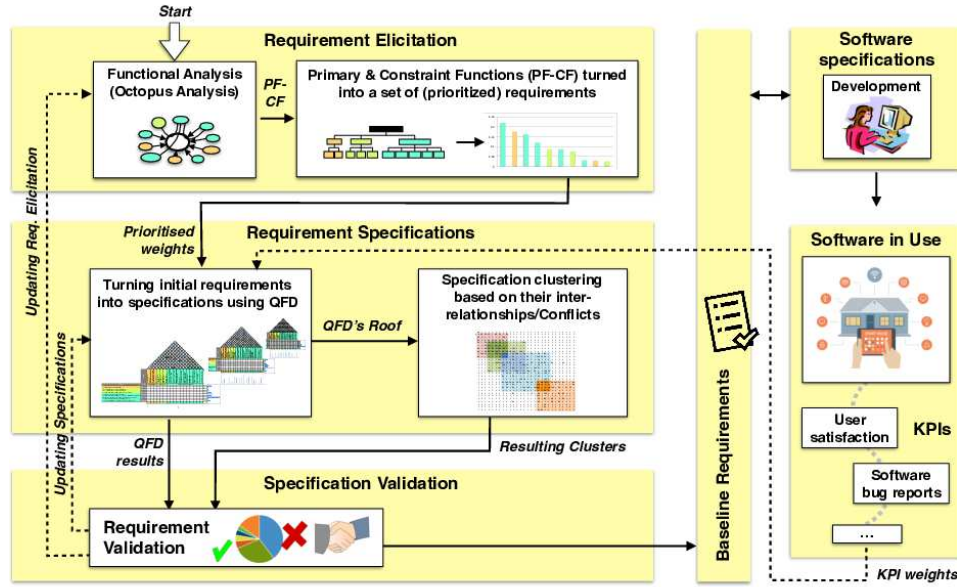 Start
Requirement Elicitation
Functional Analysis
(Octopus Analysis)
PF-
CF
Primary & Constraint Functions (PF-CF) turned
into a set of (prioritized) requirements
Updating Req. Elicitation
Prioritised
weights
Requirement Specifications
Turning initial requirements
into specifications using QFD
QFD's Roof
Specification clustering
based on their inter-
relationships/Conflicts
Updating Specifications
QFD
results
Resulting Clusters
Specification Validation
Requirement
Validation
Baseline Requirements
Software
specifications
Development
Software in Use
User
satisfaction
KPIs
Software
bug reports
...
KPI weights